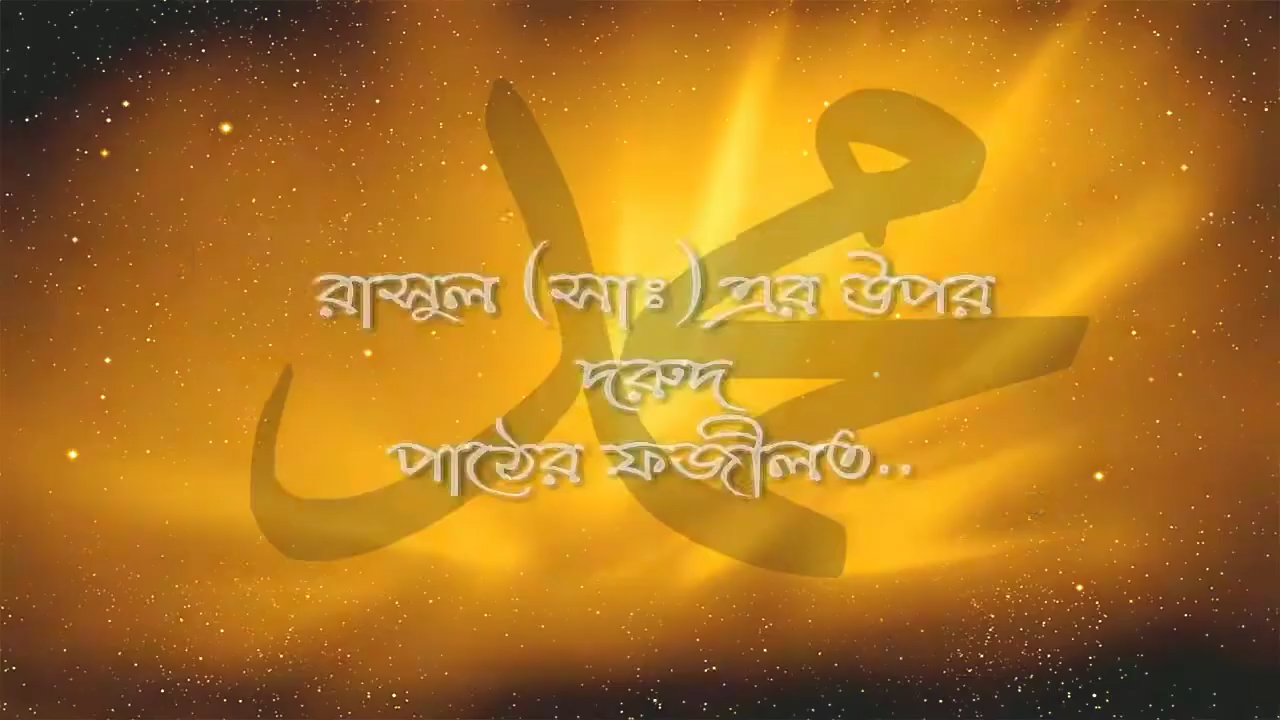 রাসুল (সাঃ) এর উপর
দরুদ
পাঠের ফজীলত..
محمد